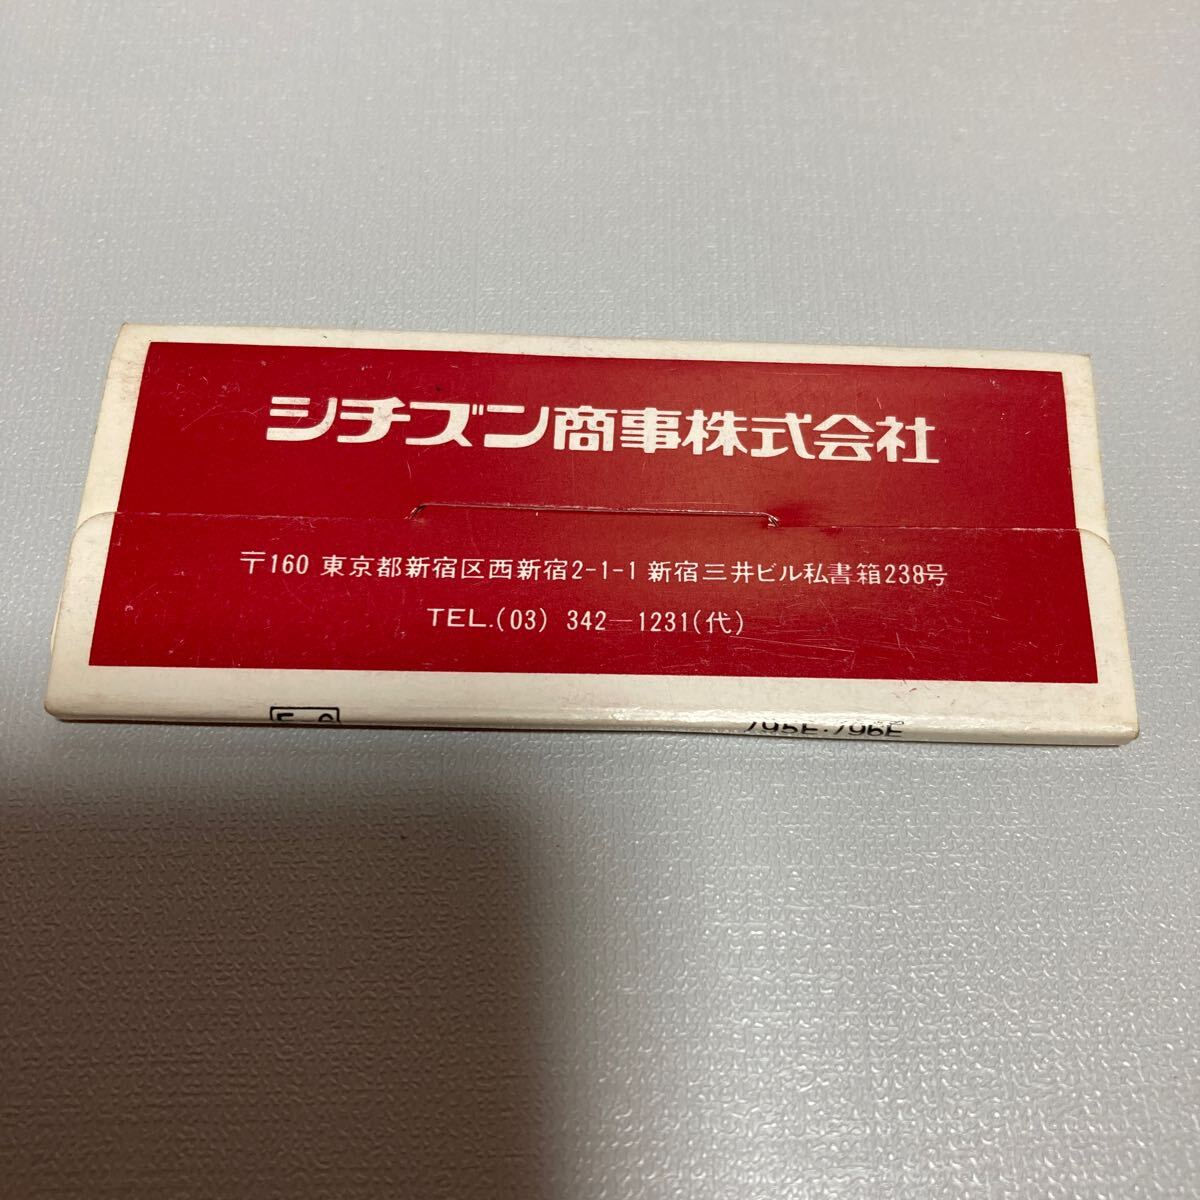 シチズン商事株式会社
〒160 東京都新宿区西新宿2-1-1 新宿三井ビル私書箱238号
TEL.(03) 342-1231(代)